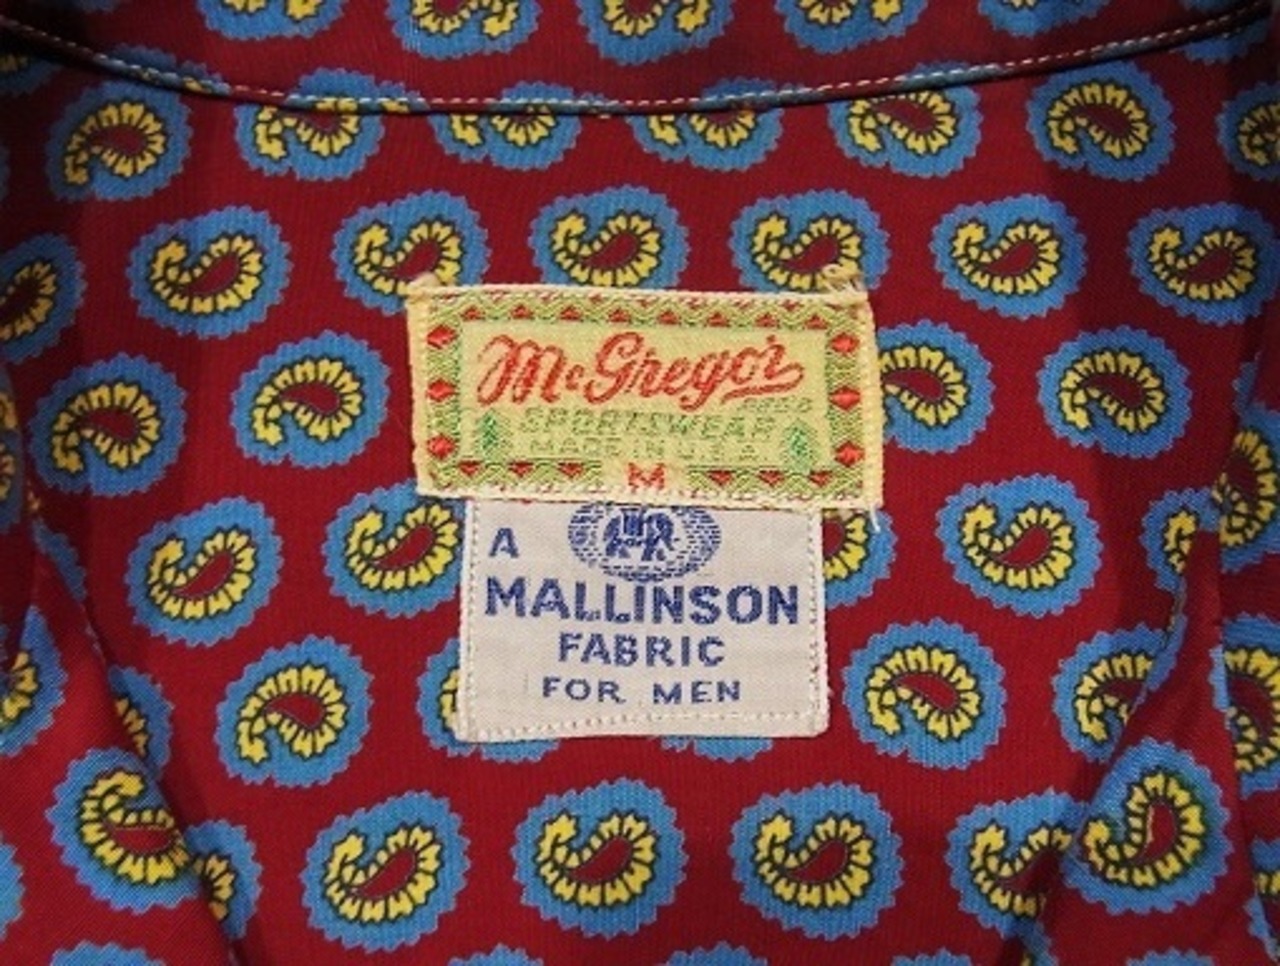 McGregor
SPORTSWEAR
MADE IN U.S.A.
M
A
MALLINSON
FABRIC
FOR MEN